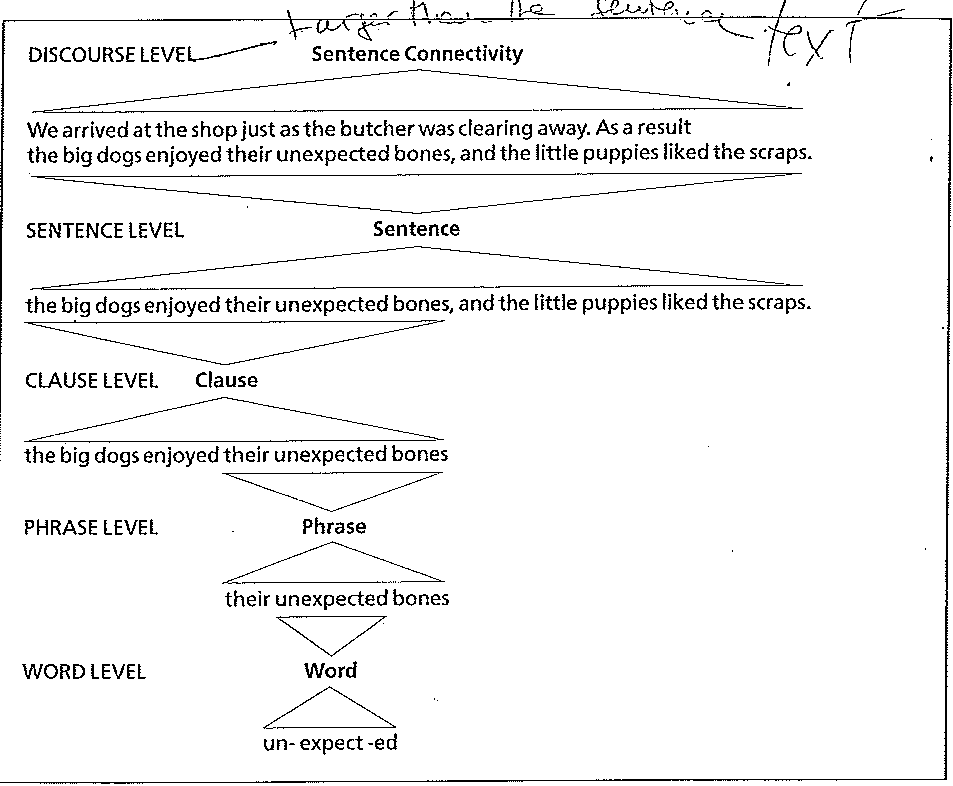 Larger than the sentence text
DISCOURSE LEVEL Sentence Connectivity
We arrived at the shop just as the butcher was clearing away. As a result
the big dogs enjoyed their unexpected bones, and the little puppies liked the scraps.
SENTENCE LEVEL Sentence
the big dogs enjoyed their unexpected bones, and the little puppies liked the scraps.
CLAUSE LEVEL Clause
the big dogs enjoyed their unexpected bones
PHRASE LEVEL Phrase
their unexpected bones
WORD LEVEL Word
un- expect -ed